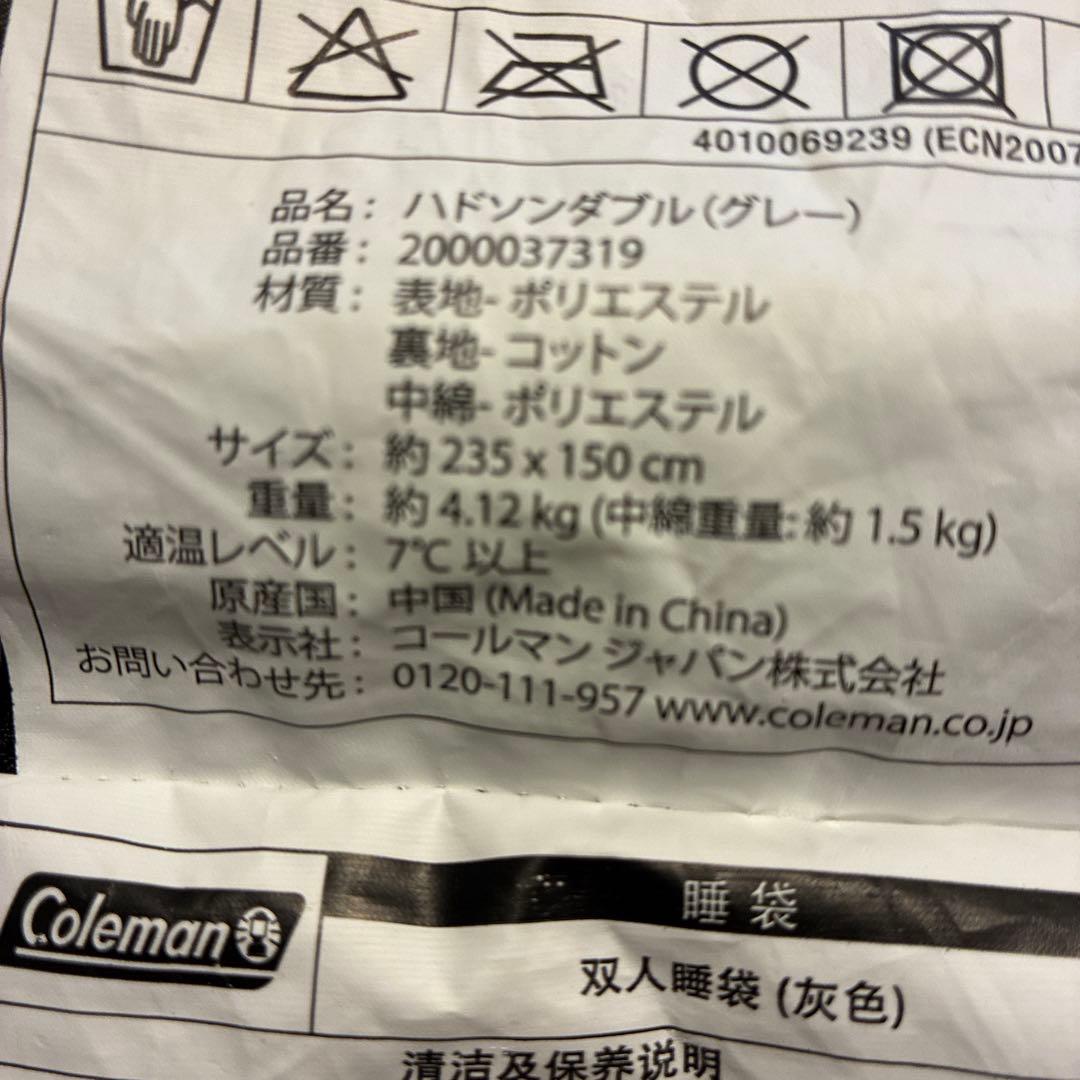 4010069239 (ECN2007
品名: ハドソンダブル(グレー)
品番: 2000037319
材質: 表地- ポリエステル
裏地- コットン
中綿- ポリエステル
サイズ: 約 235 x 150 cm
重量: 約 4.12 kg (中綿重量: 約 1.5 kg)
適温レベル: 7℃ 以上
原産国: 中国 (Made in China)
表示社: コールマン ジャパン株式会社
お問い合わせ先: 0120-111-957 www.coleman.co.jp
Coleman
睡袋
双人睡袋 (灰色)
清洁及保养说明